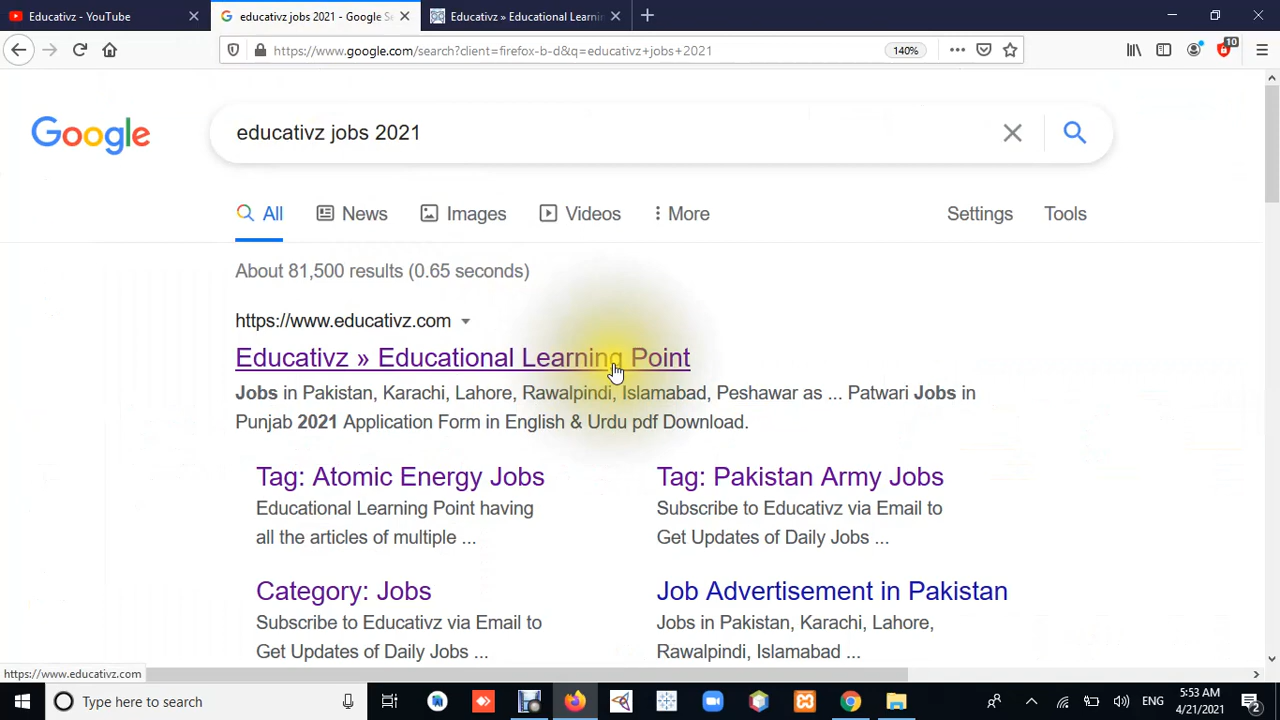 Educativz - YouTube
educativz jobs 2021 - Google Se
Educativz » Educational Learnin
https://www.google.com/search?client=firefox-b-d&q=educativz+jobs+2021
140%
10
Google
educativz jobs 2021
All
News
Images
Videos
More
Settings
Tools
About 81,500 results (0.65 seconds)
https://www.educativz.com
Educativz » Educational Learning Point
Jobs in Pakistan, Karachi, Lahore, Rawalpindi, Islamabad, Peshawar as ... Patwari Jobs in
Punjab 2021 Application Form in English & Urdu pdf Download.
Tag: Atomic Energy Jobs
Educational Learning Point having
all the articles of multiple ...
Tag: Pakistan Army Jobs
Subscribe to Educativz via Email to
Get Updates of Daily Jobs ...
Category: Jobs
Subscribe to Educativz via Email to
Get Updates of Daily Jobs ...
Job Advertisement in Pakistan
Jobs in Pakistan, Karachi, Lahore,
Rawalpindi, Islamabad ...
https://www.educativz.com
Type here to search
ENG
5:53 AM
4/21/2021
2